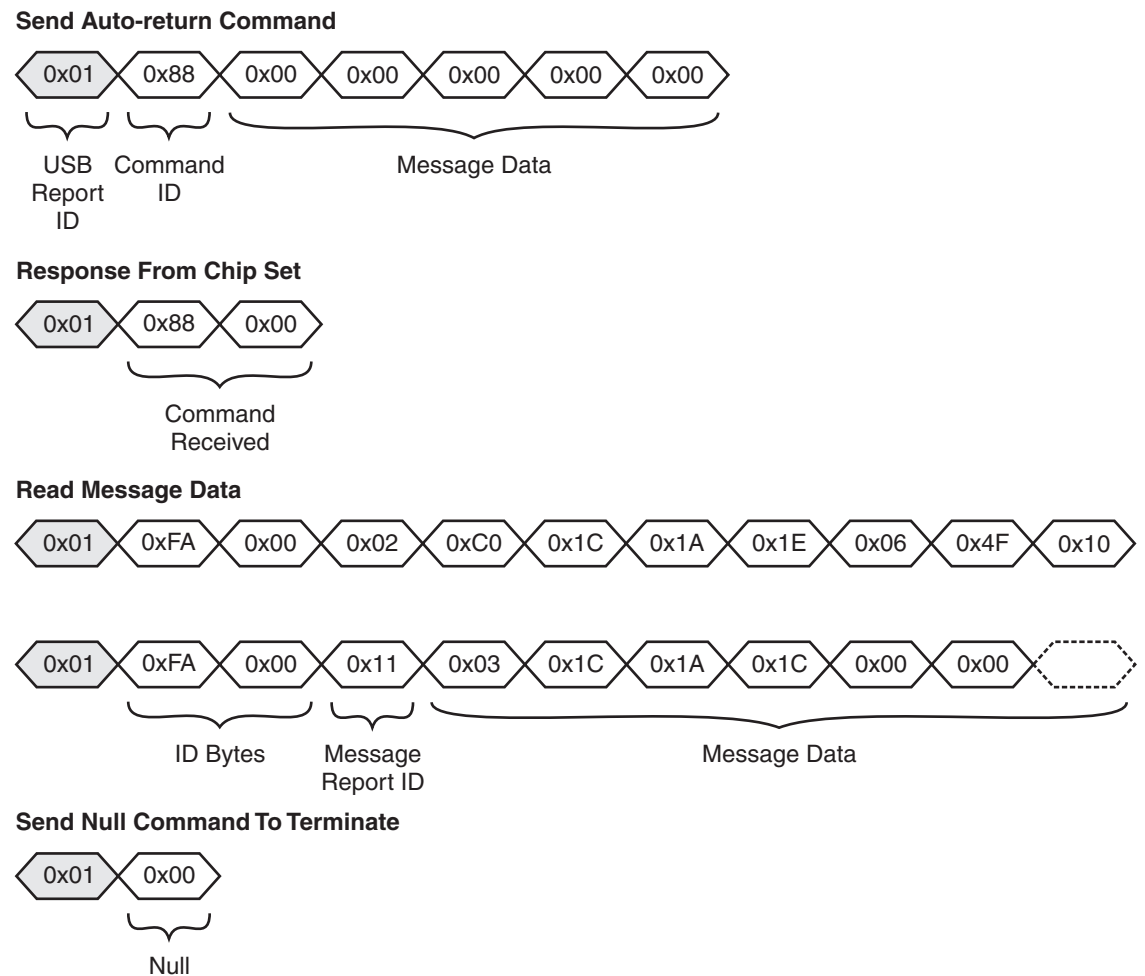 Send Auto-return Command
0x01 0x88 0x00 0x00 0x00 0x00 0x00
USB Report ID
Command ID
Message Data
Response From Chip Set
0x01 0x88 0x00
Command
Received
Read Message Data
0x01 0xFA 0x00 0x02 0xC0 0x1C 0x1A 0x1E 0x06 0x4F 0x10
0x01 0xFA 0x00 0x11 0x03 0x1C 0x1A 0x1C 0x00 0x00
ID Bytes
Message
Report ID
Message Data
Send Null Command To Terminate
0x01 0x00
Null